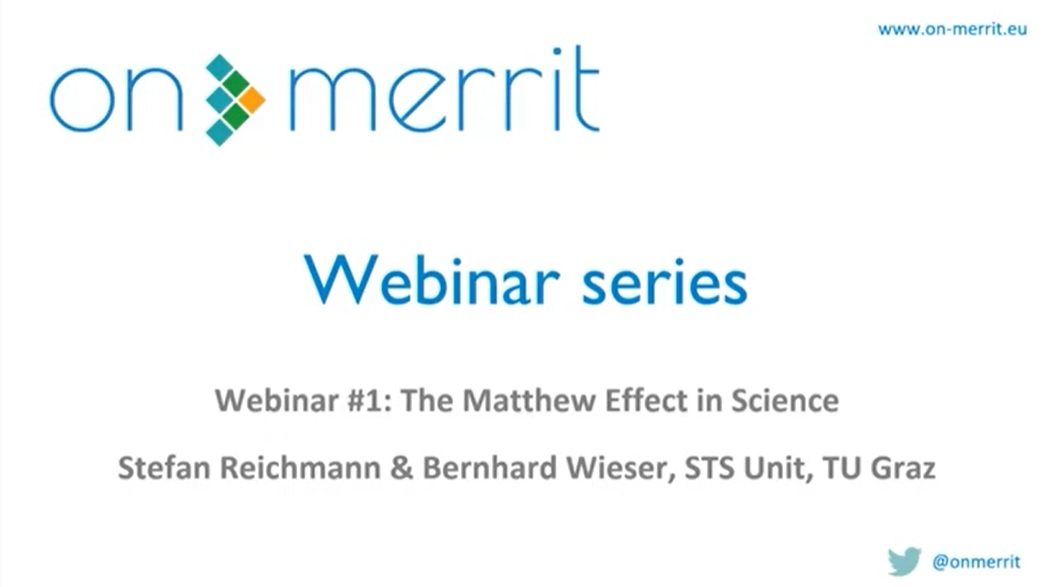 www.on-merrit.eu
on merrit
Webinar series
Webinar #1: The Matthew Effect in Science
Stefan Reichmann & Bernhard Wieser, STS Unit, TU Graz
@onmerrit